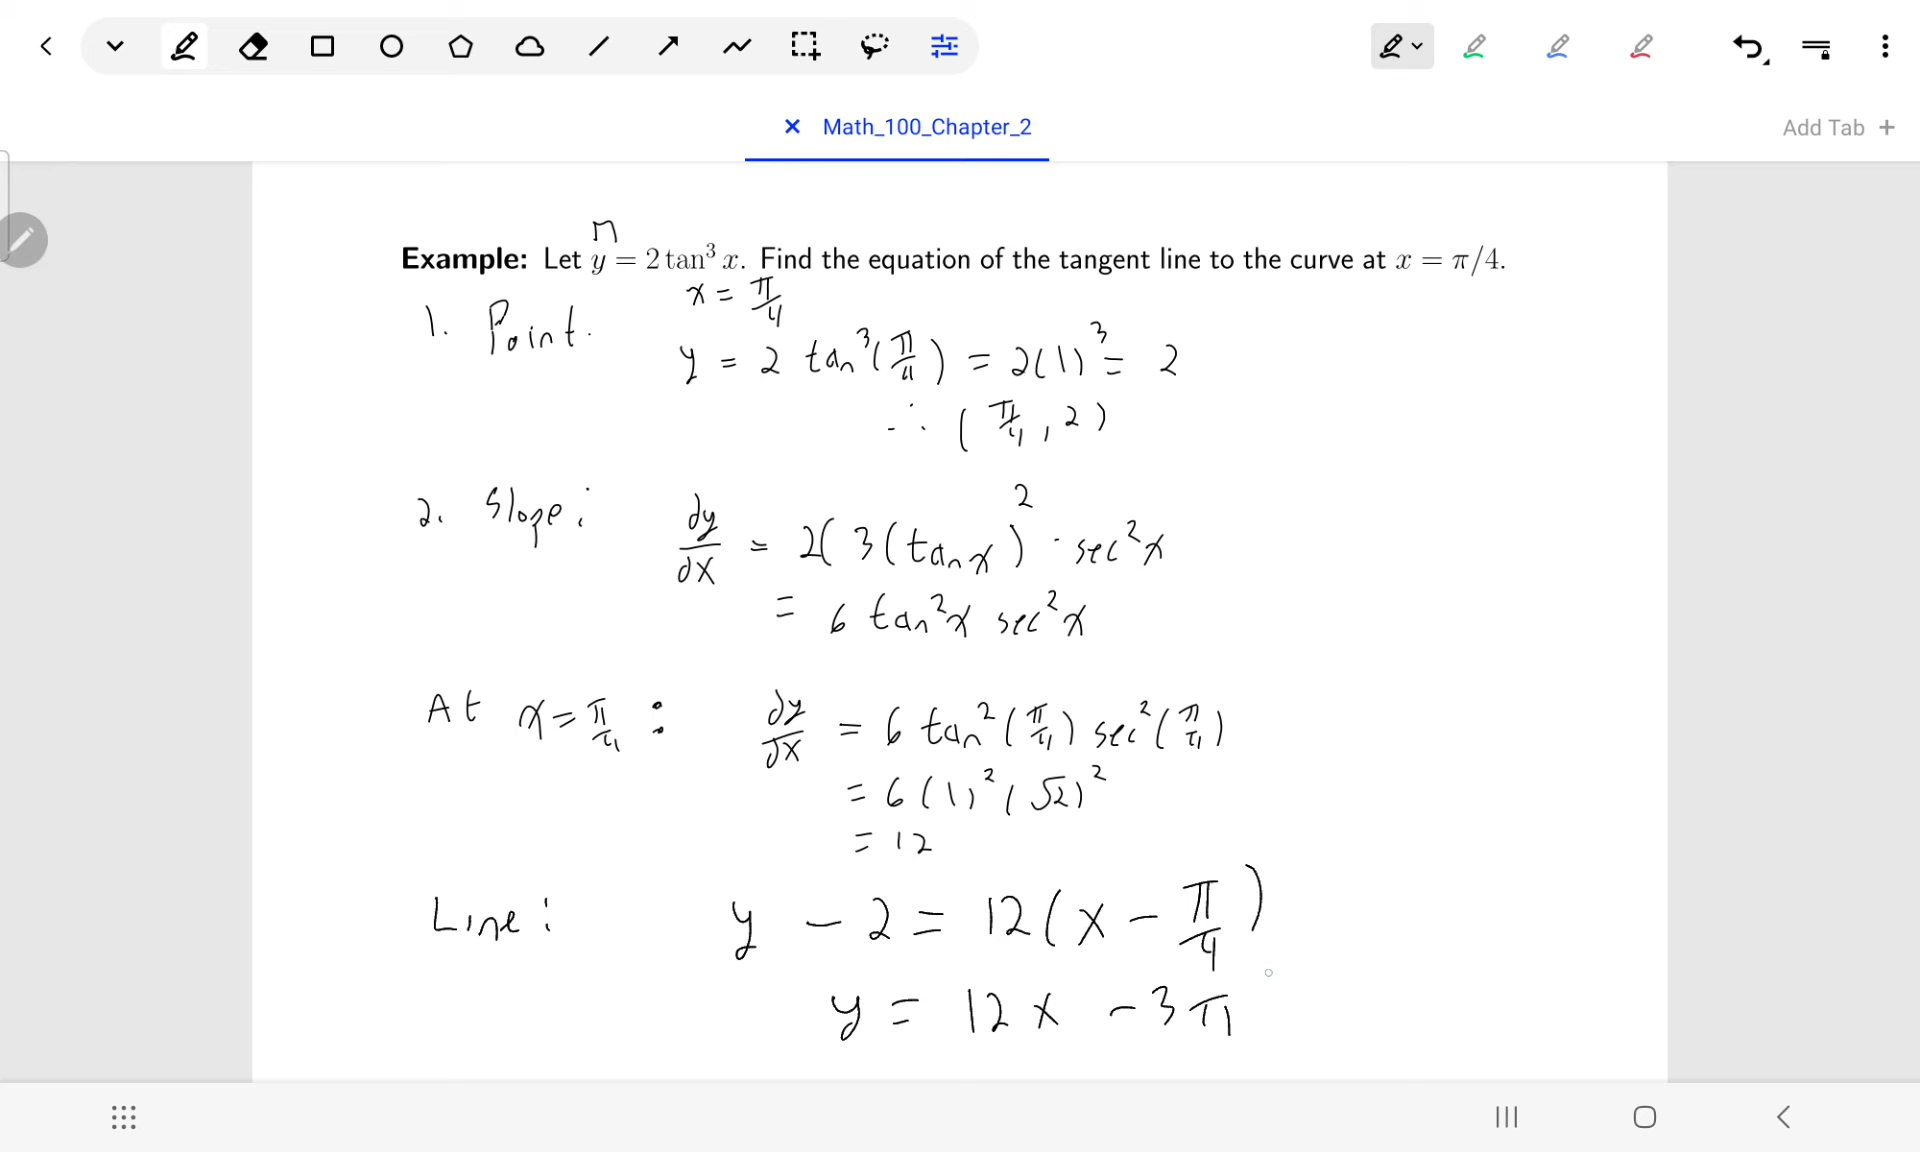 Math_100_Chapter_2
Add Tab +
Example: Let y = 2 tan³ x. Find the equation of the tangent line to the curve at x = π/4.
1. Point. x = π/4
y = 2 tan³(π/4) = 2(1)³ = 2
∴ (π/4, 2)
2. Slope: dy/dx = 2(3(tan x)² · sec²x
= 6 tan²x sec²x
At x = π/4 : dy/dx = 6 tan²(π/4) sec²(π/4)
= 6(1)²(√2)²
= 12
Line: y - 2 = 12(x - π/4)
y = 12x - 3π